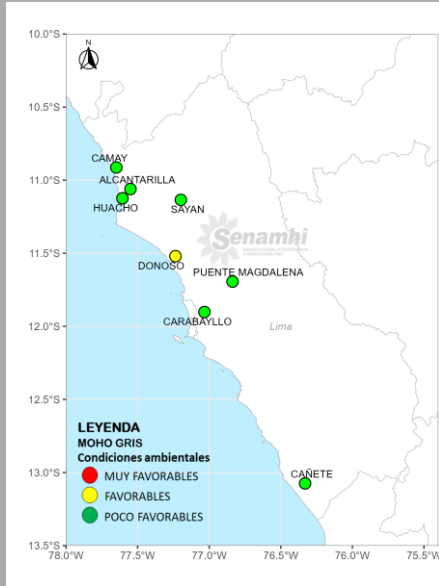 10.0°S
N
10.5°S
CAMAY
11.0°S
ALCANTARILLA
HUACHO
SAYAN
Senamhi
11.5°S
DONOSO
PUENTE MAGDALENA
12.0°S
CARABAYLLO
Lima
12.5°S
LEYENDA
MOHO GRIS
Condiciones ambientales
MUY FAVORABLES
FAVORABLES
POCO FAVORABLES
13.0°S
CAÑETE
13.5°S
78.0°W
77.5°W
77.0°W
76.5°W
76.0°W
75.5°W